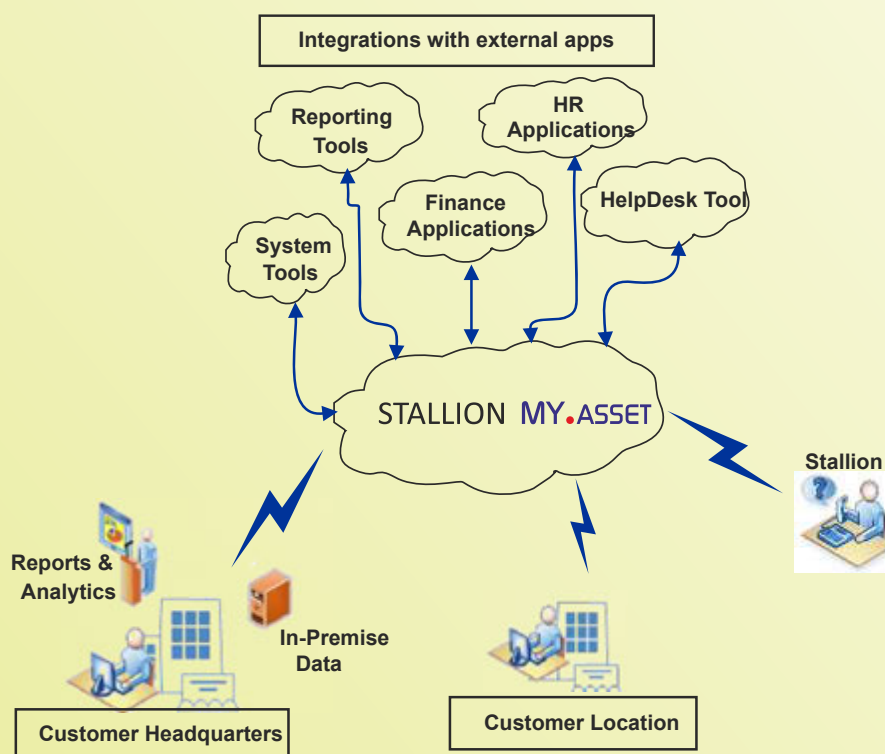 Integrations with external apps
Reporting
Tools
HR
Applications
Finance
Applications
HelpDesk Tool
System
Tools
STALLION MY.ASSET
Stallion
Reports &
Analytics
In-Premise
Data
Customer Headquarters
Customer Location